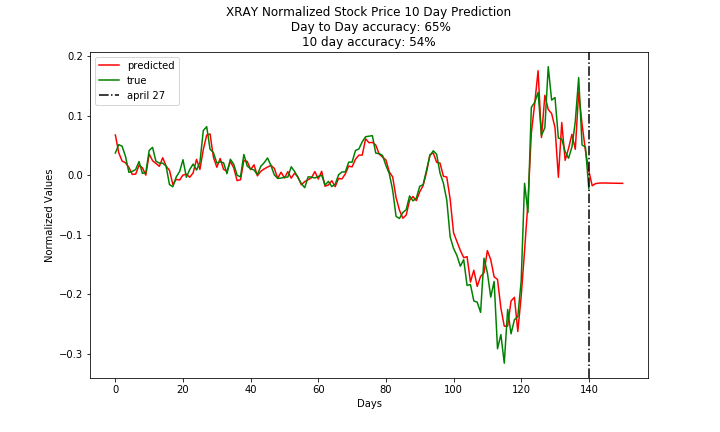 XRAY Normalized Stock Price 10 Day Prediction
Day to Day accuracy: 65%
10 day accuracy: 54%
predicted
true
april 27
0.2
0.1
0.0
−0.1
−0.2
−0.3
Normalized Values
0
20
40
60
80
100
120
140
Days